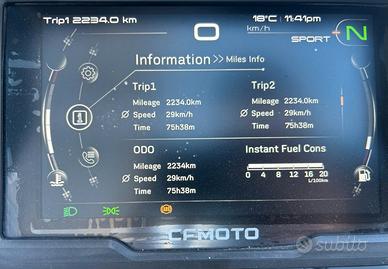 Trip1 2234.0 km
18°C 11:41pm
0 km/h
SPORT N
Information >> Miles Info
Trip1
Mileage 2234.0km
Ø Speed 29km/h
Time 75h38m
Trip2
Mileage 2234.0km
Ø Speed 29km/h
Time 75h38m
ODO
Mileage 2234km
Ø Speed 29km/h
Time 75h38m
Instant Fuel Cons
0 4 8 12 16 20
L/100km
CFMOTO
subito